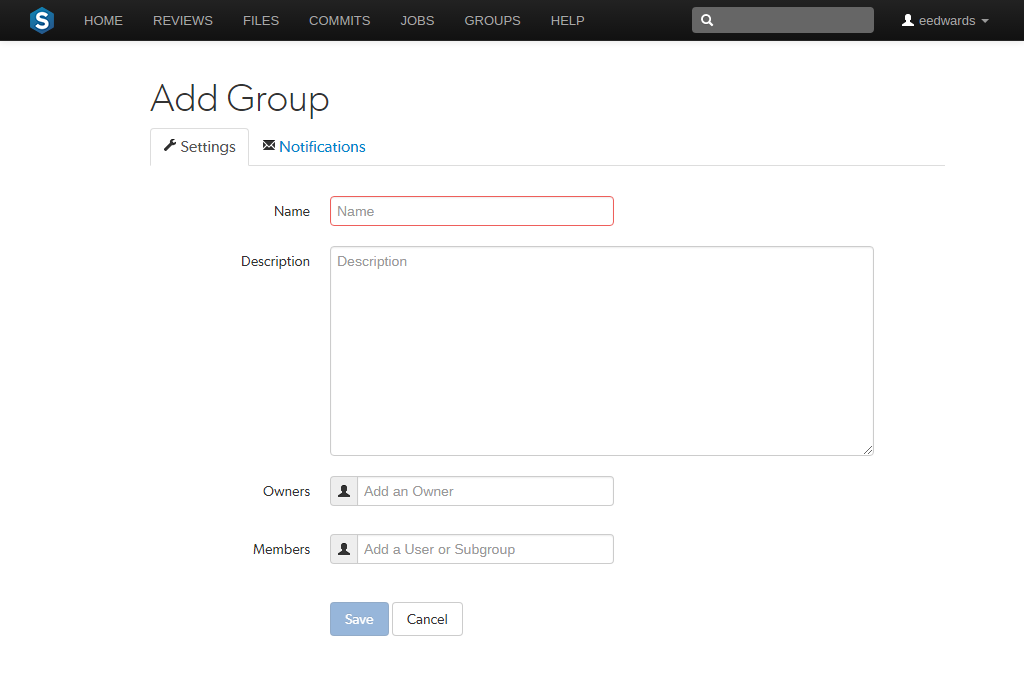 S HOME REVIEWS FILES COMMITS JOBS GROUPS HELP eedwards
Add Group
Settings Notifications
Name Name
Description Description
Owners Add an Owner
Members Add a User or Subgroup
Save Cancel